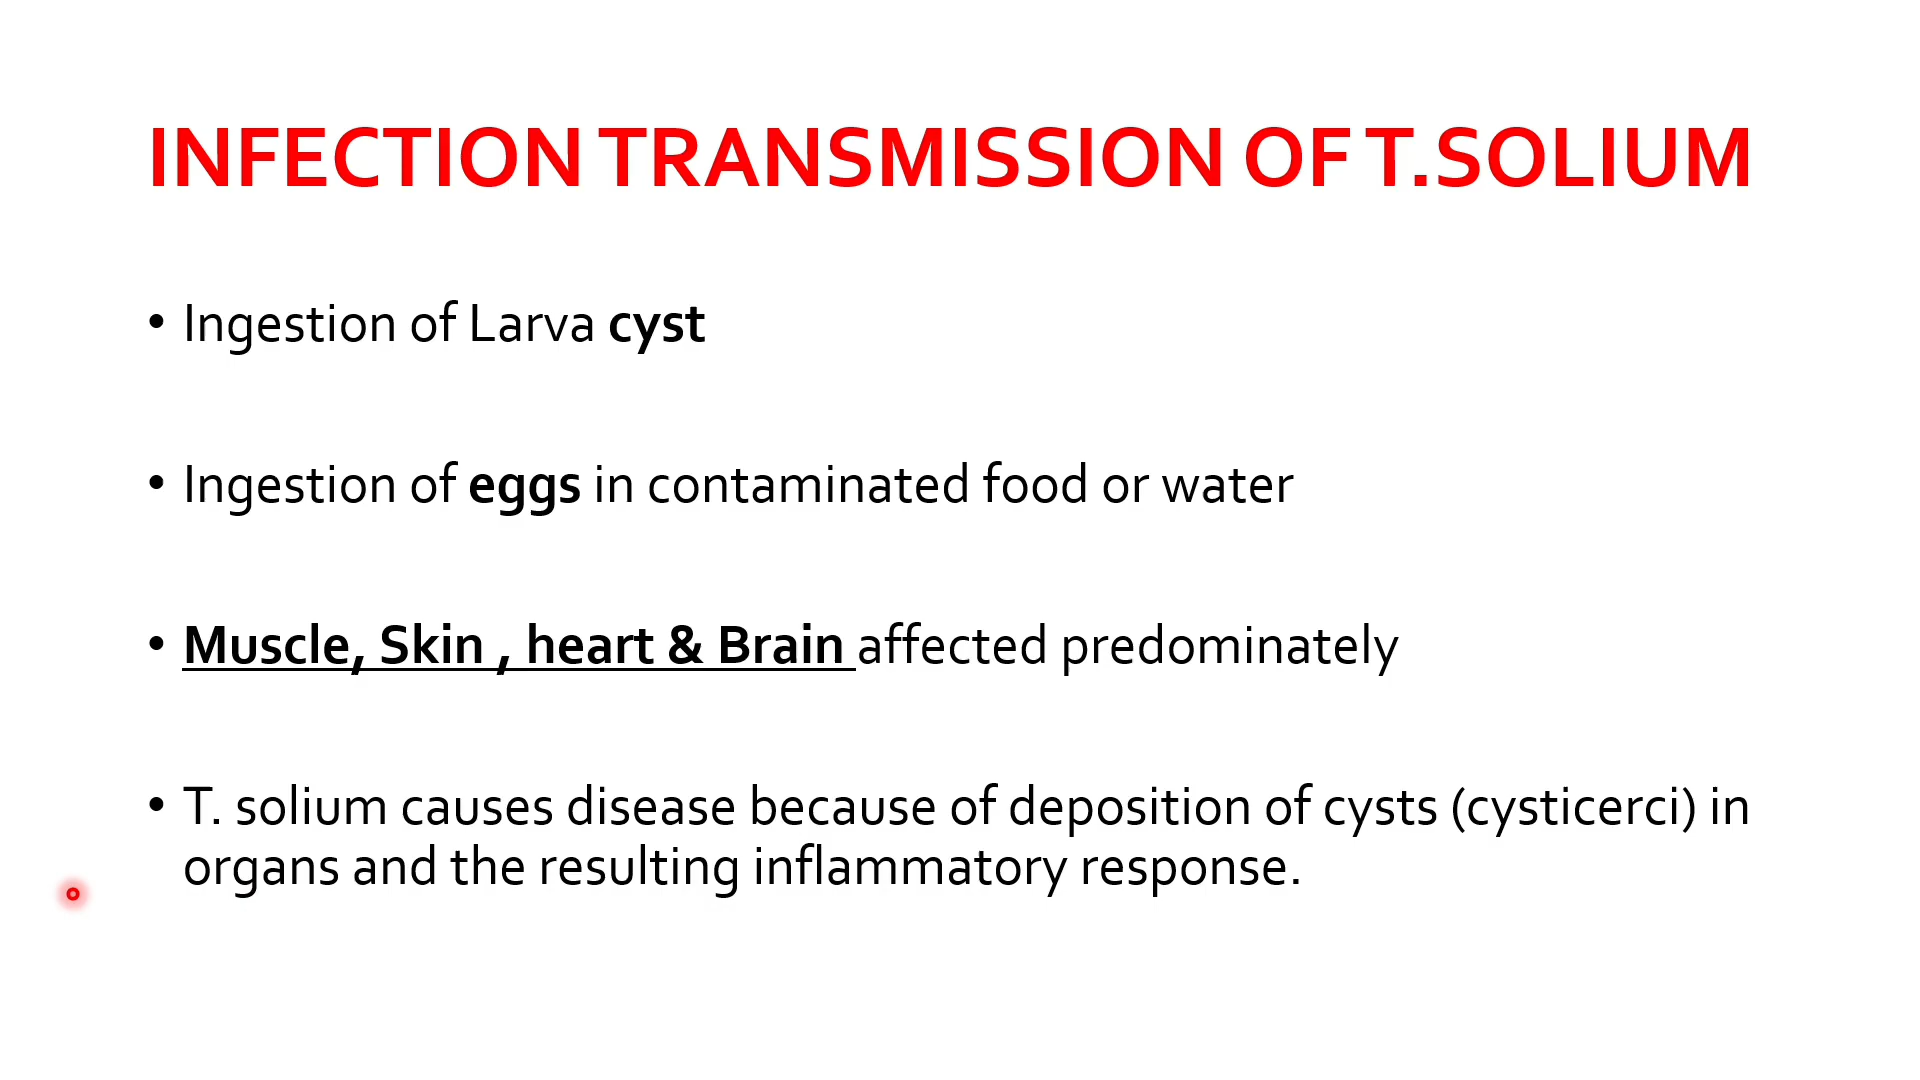 INFECTION TRANSMISSION OF T.SOLIUM
• Ingestion of Larva cyst
• Ingestion of eggs in contaminated food or water
• Muscle, Skin , heart & Brain affected predominately
• T. solium causes disease because of deposition of cysts (cysticerci) in
organs and the resulting inflammatory response.